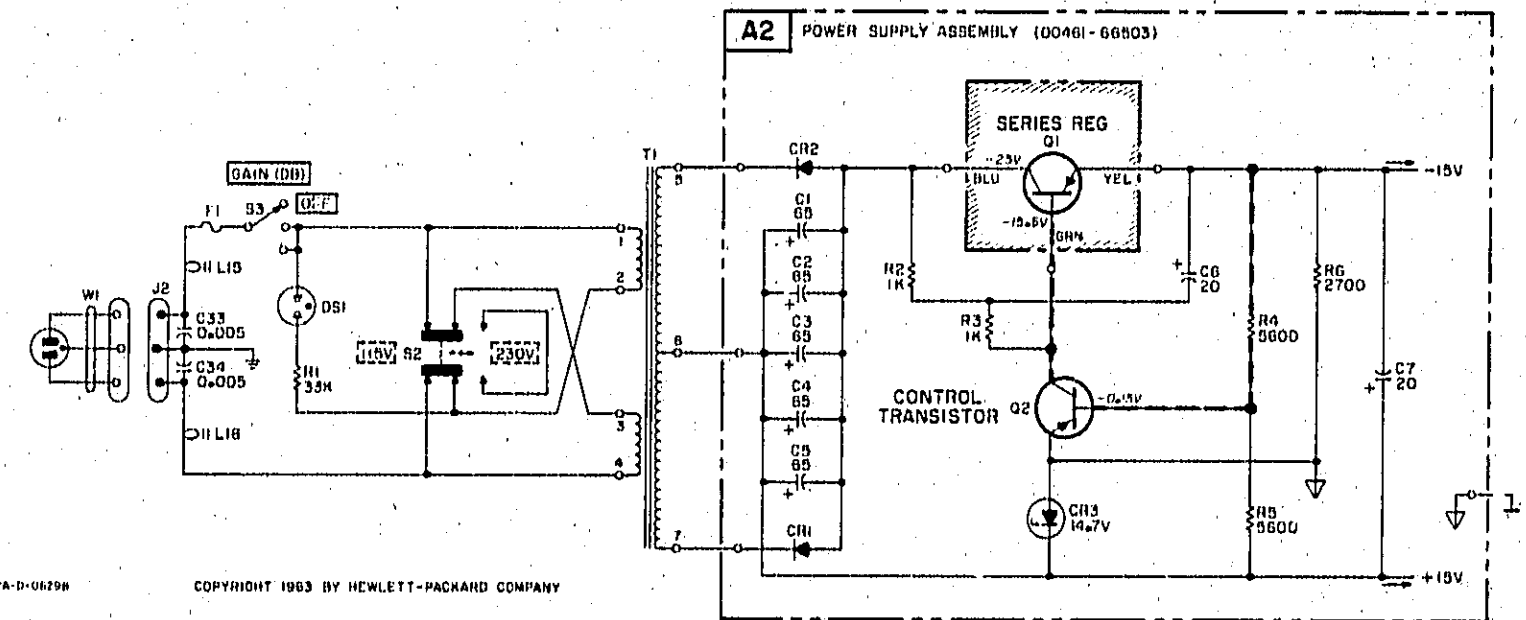 A2 POWER SUPPLY ASSEMBLY (00461-66503)
SERIES REG
Q1
-23V
BLU
YEL
-15.6V
GRN
-15V
GAIN (DB)
F1
S3
OFF
L15
W1
J2
C33
0.005
C34
0.005
L16
DS1
R1
33K
115V
S2
230V
T1
1
2
3
4
5
6
7
CR2
C1
65
C2
65
C3
65
C4
65
C5
65
CR1
R2
1K
R3
1K
C6
20
R6
2700
R4
5600
C7
20
CONTROL
TRANSISTOR
Q2
CR3
14.7V
R5
5600
+15V
COPYRIGHT 1963 BY HEWLETT-PACKARD COMPANY